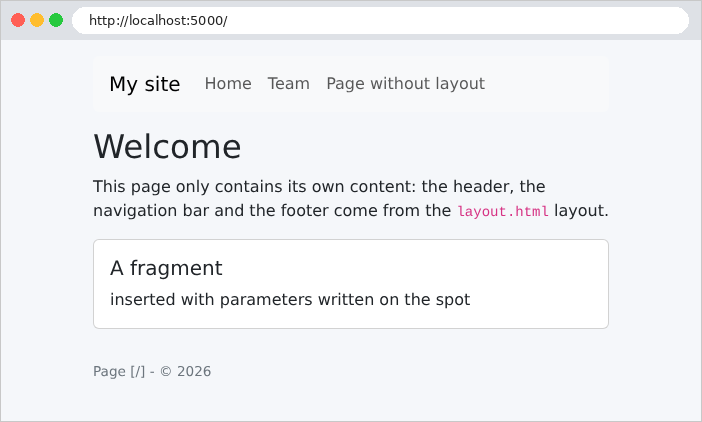 http://localhost:5000/
My site Home Team Page without layout
Welcome
This page only contains its own content: the header, the
navigation bar and the footer come from the layout.html layout.
A fragment
inserted with parameters written on the spot
Page [/] - © 2026